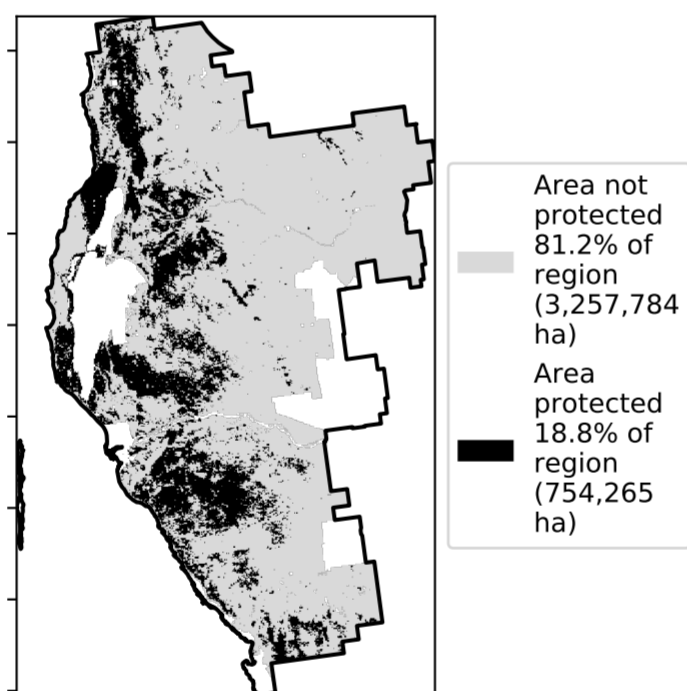 Area not
protected
81.2% of
region
(3,257,784
ha)
Area
protected
18.8% of
region
(754,265
ha)